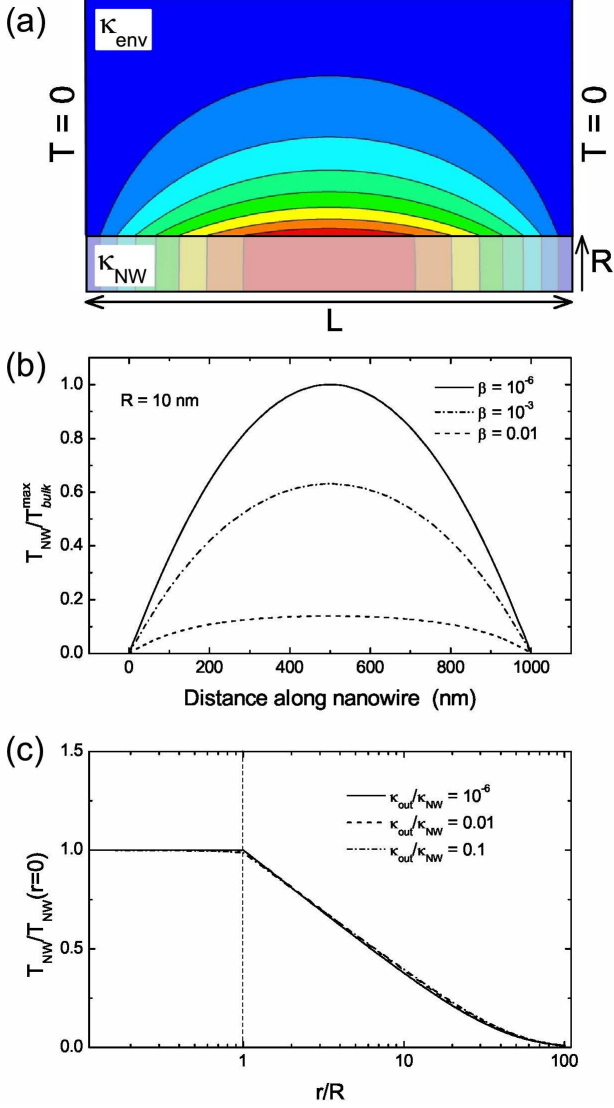 (a)
κenv
T = 0
T = 0
κNW
R
L
(b)
R = 10 nm
β = 10-6
β = 10-3
β = 0.01
TNW/Tmaxbulk
1.0
0.8
0.6
0.4
0.2
0.0
0 200 400 600 800 1000
Distance along nanowire (nm)
(c)
κout/κNW = 10-6
κout/κNW = 0.01
κout/κNW = 0.1
TNW/TNW(r=0)
1.5
1.0
0.5
0.0
1 10 100
r/R